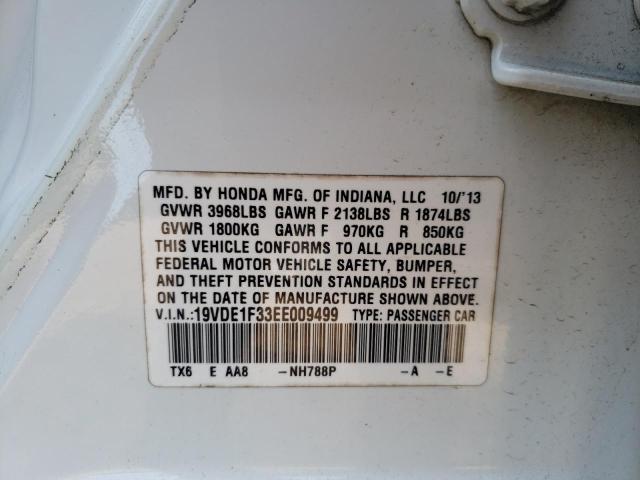 MFD. BY HONDA MFG. OF INDIANA, LLC 10/'13
GVWR 3968LBS GAWR F 2138LBS R 1874LBS
GVWR 1800KG GAWR F 970KG R 850KG
THIS VEHICLE CONFORMS TO ALL APPLICABLE
FEDERAL MOTOR VEHICLE SAFETY, BUMPER,
AND THEFT PREVENTION STANDARDS IN EFFECT
ON THE DATE OF MANUFACTURE SHOWN ABOVE.
V.I.N.:19VDE1F33EE009499 TYPE: PASSENGER CAR
TX6 E AA8 -NH788P -A -E